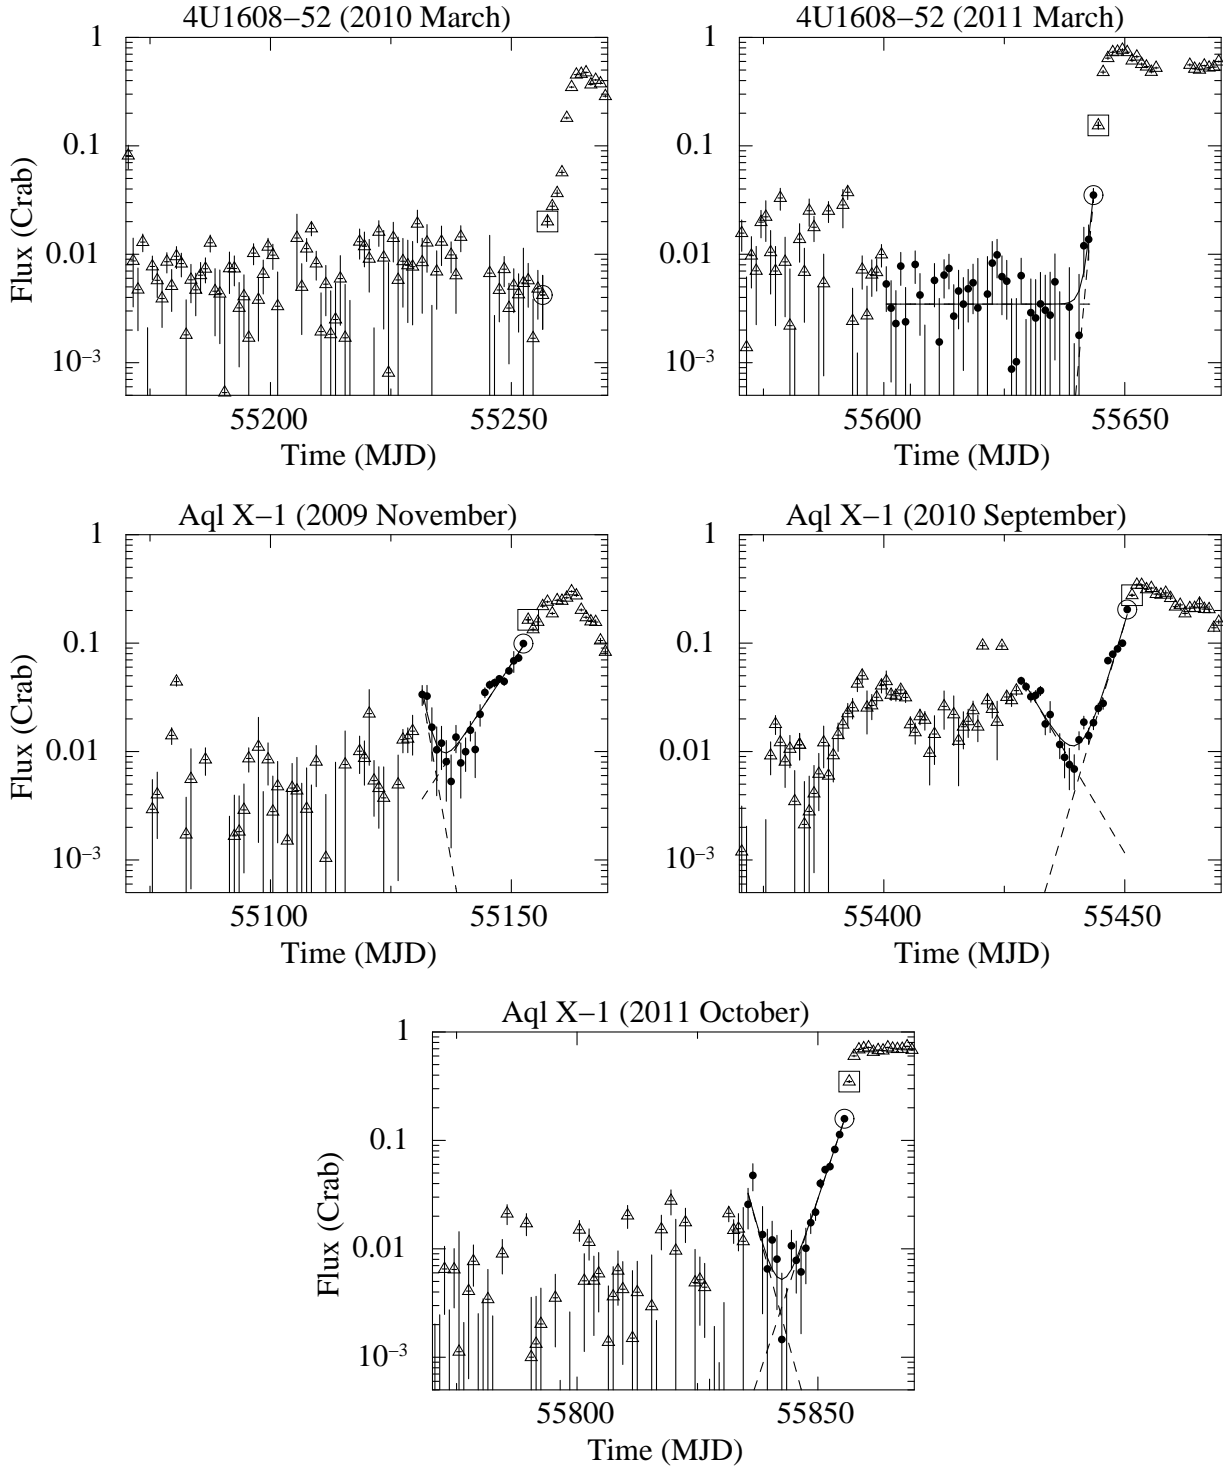 4U1608−52 (2010 March)
1
0.1
0.01
10−3
Flux (Crab)
55200
55250
Time (MJD)
4U1608−52 (2011 March)
1
0.1
0.01
10−3
55600
55650
Time (MJD)
Aql X−1 (2009 November)
1
0.1
0.01
10−3
Flux (Crab)
55100
55150
Time (MJD)
Aql X−1 (2010 September)
1
0.1
0.01
10−3
55400
55450
Time (MJD)
Aql X−1 (2011 October)
1
0.1
0.01
10−3
Flux (Crab)
55800
55850
Time (MJD)